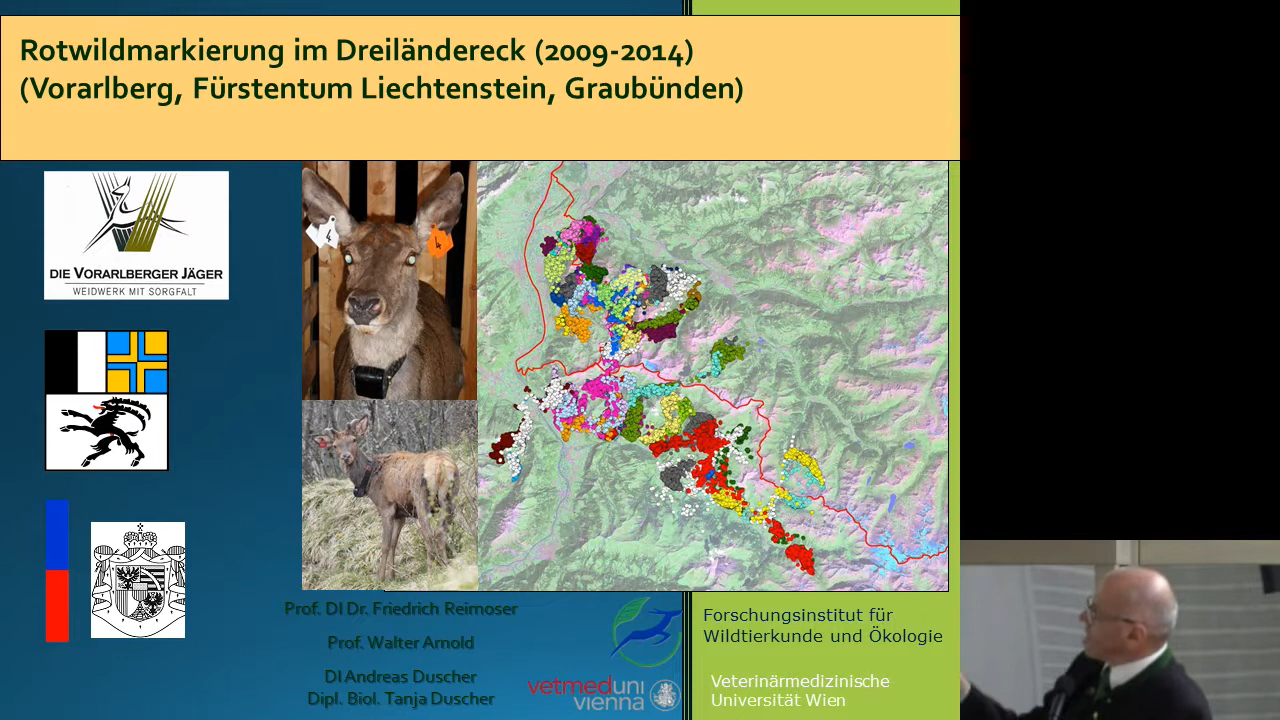 Rotwildmarkierung im Dreiländereck (2009-2014)
(Vorarlberg, Fürstentum Liechtenstein, Graubünden)
DIE VORARLBERGER JÄGER
WEIDWERK MIT SORGFALT
4
4
Prof. DI Dr. Friedrich Reimoser
Prof. Walter Arnold
DI Andreas Duscher
Dipl. Biol. Tanja Duscher
vetmeduni
vienna
Forschungsinstitut für
Wildtierkunde und Ökologie
Veterinärmedizinische
Universität Wien